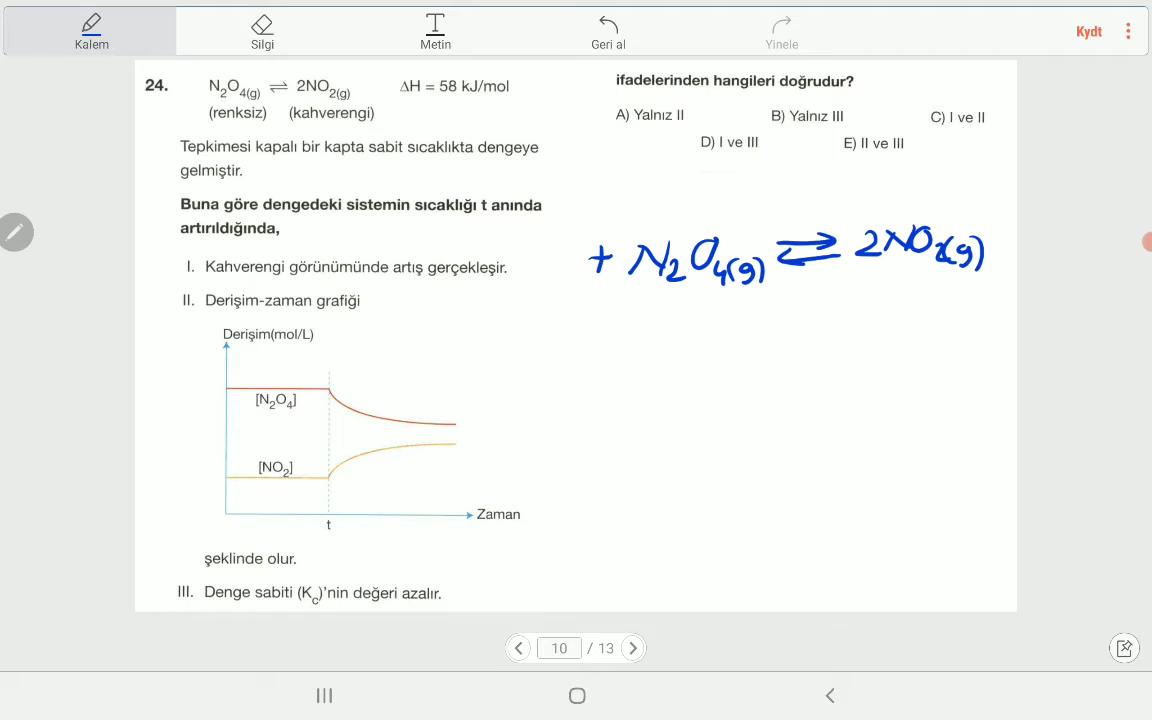 Kalem
Silgi
Metin
Geri al
Yinele
Kydt
24. N₂O₄(g) ⇌ 2NO₂(g) ΔH = 58 kJ/mol
(renksiz) (kahverengi)
Tepkimesi kapalı bir kapta sabit sıcaklıkta dengeye
gelmiştir.
Buna göre dengedeki sistemin sıcaklığı t anında
artırıldığında,
I. Kahverengi görünümünde artış gerçekleşir.
II. Derişim-zaman grafiği
Derişim(mol/L)
[N₂O₄]
[NO₂]
Zaman
t
şeklinde olur.
III. Denge sabiti (K꜀)'nin değeri azalır.
ifadelerinden hangileri doğrudur?
A) Yalnız II B) Yalnız III C) I ve II
D) I ve III E) II ve III
+ N₂O₄(g) ⇌ 2NO₂(g)
10 / 13